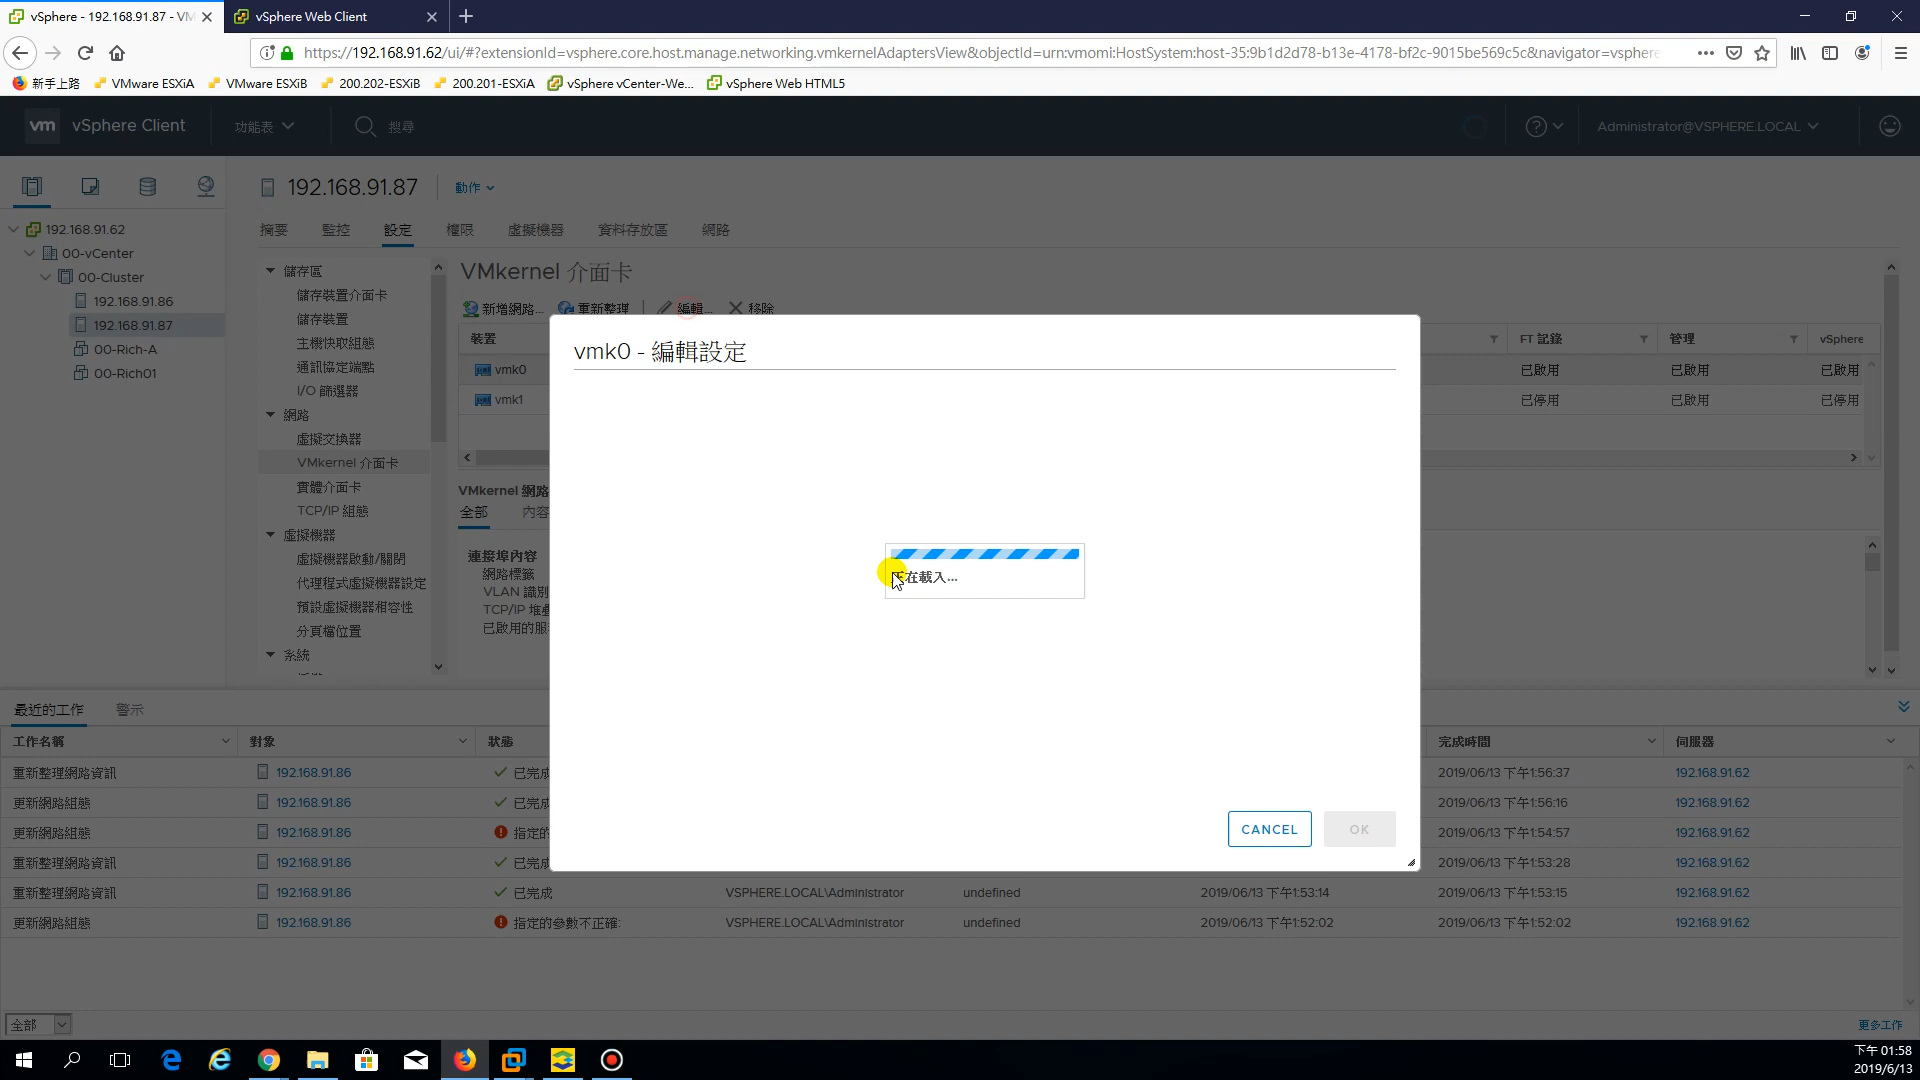 vSphere - 192.168.91.87 - VM
vSphere Web Client
https://192.168.91.62/ui/#?extensionId=vsphere.core.host.manage.networking.vmkernelAdaptersView&objectId=urn:vmomi:HostSystem:host-35:9b1d2d78-b13e-4178-bf2c-9015be569c5c&navigator=vsphere
新手上路 VMware ESXiA VMware ESXiB 200.202-ESXiB 200.201-ESXiA vSphere vCenter-We... vSphere Web HTML5
vm vSphere Client 功能表 搜尋 Administrator@VSPHERE.LOCAL
192.168.91.87 動作
摘要 監控 設定 權限 虛擬機器 資料存放區 網路
192.168.91.62
00-vCenter
00-Cluster
192.168.91.86
192.168.91.87
00-Rich-A
00-Rich01
儲存區
儲存裝置介面卡
儲存裝置
主機快取組態
通訊協定端點
I/O 篩選器
網路
虛擬交換器
VMkernel 介面卡
實體介面卡
TCP/IP 組態
虛擬機器
虛擬機器啟動/關閉
代理程式虛擬機器設定
預設虛擬機器相容性
分頁檔位置
系統
VMkernel 介面卡
新增網路... 重新整理 編輯... 移除
裝置 FT 記錄 管理 vSphere
vmk0 已啟用 已啟用 已啟用
vmk1 已停用 已啟用 已停用
VMkernel 網路
全部 內容
連接埠內容
網路標籤
VLAN 識別
TCP/IP 堆疊
已啟用的服
vmk0 - 編輯設定
正在載入...
CANCEL OK
最近的工作 警示
工作名稱 對象 狀態 完成時間 伺服器
重新整理網路資訊 192.168.91.86 已完成 2019/06/13 下午1:56:37 192.168.91.62
更新網路組態 192.168.91.86 已完成 2019/06/13 下午1:56:16 192.168.91.62
更新網路組態 192.168.91.86 指定的 2019/06/13 下午1:54:57 192.168.91.62
重新整理網路資訊 192.168.91.86 已完成 2019/06/13 下午1:53:28 192.168.91.62
重新整理網路資訊 192.168.91.86 已完成 VSPHERE.LOCAL\Administrator undefined 2019/06/13 下午1:53:14 2019/06/13 下午1:53:15 192.168.91.62
更新網路組態 192.168.91.86 指定的參數不正確: VSPHERE.LOCAL\Administrator undefined 2019/06/13 下午1:52:02 2019/06/13 下午1:52:02 192.168.91.62
全部 更多工作
下午 01:58
2019/6/13